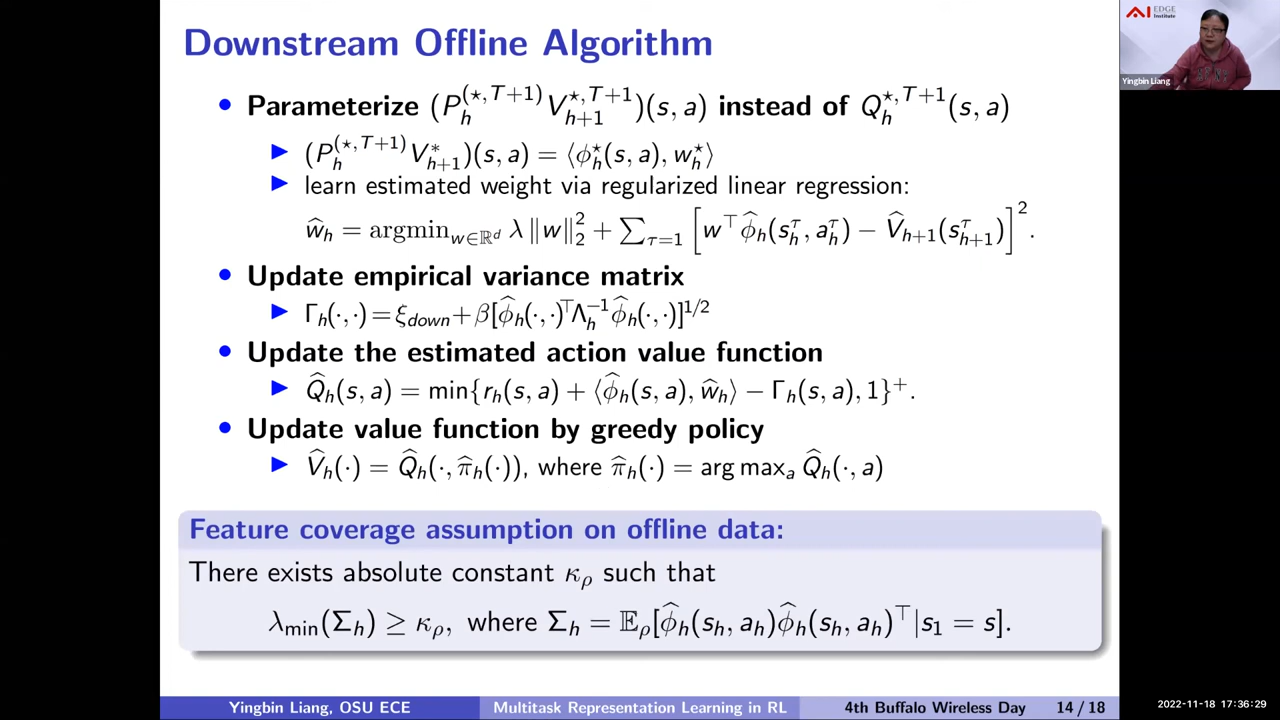 Downstream Offline Algorithm
• Parameterize (P_h^{(⋆,T+1)} V_{h+1}^{⋆,T+1})(s, a) instead of Q_h^{⋆,T+1}(s, a)
▶ (P_h^{(⋆,T+1)} V_{h+1}^{*})(s, a) = ⟨ϕ_h^⋆(s, a), w_h^⋆⟩
▶ learn estimated weight via regularized linear regression:
ŵ_h = argmin_{w∈ℝ^d} λ ‖w‖_2^2 + ∑_{τ=1} [w^⊤ ϕ̂_h(s_h^τ, a_h^τ) − V̂_{h+1}(s_{h+1}^τ)]^2.
• Update empirical variance matrix
▶ Γ_h(·,·) = ξ_{down} + β[ϕ̂_h(·,·)^⊤ Λ_h^{−1} ϕ̂_h(·,·)]^{1/2}
• Update the estimated action value function
▶ Q̂_h(s, a) = min{r_h(s, a) + ⟨ϕ̂_h(s, a), ŵ_h⟩ − Γ_h(s, a), 1}^+.
• Update value function by greedy policy
▶ V̂_h(·) = Q̂_h(·, π̂_h(·)), where π̂_h(·) = arg max_a Q̂_h(·, a)
Feature coverage assumption on offline data:
There exists absolute constant κ_ρ such that
λ_{min}(Σ_h) ≥ κ_ρ, where Σ_h = 𝔼_ρ[ϕ̂_h(s_h, a_h)ϕ̂_h(s_h, a_h)^⊤|s_1 = s].
Yingbin Liang, OSU ECE
Multitask Representation Learning in RL
4th Buffalo Wireless Day
14 / 18
AI EDGE
Institute
Yingbin Liang
2022-11-18 17:36:29